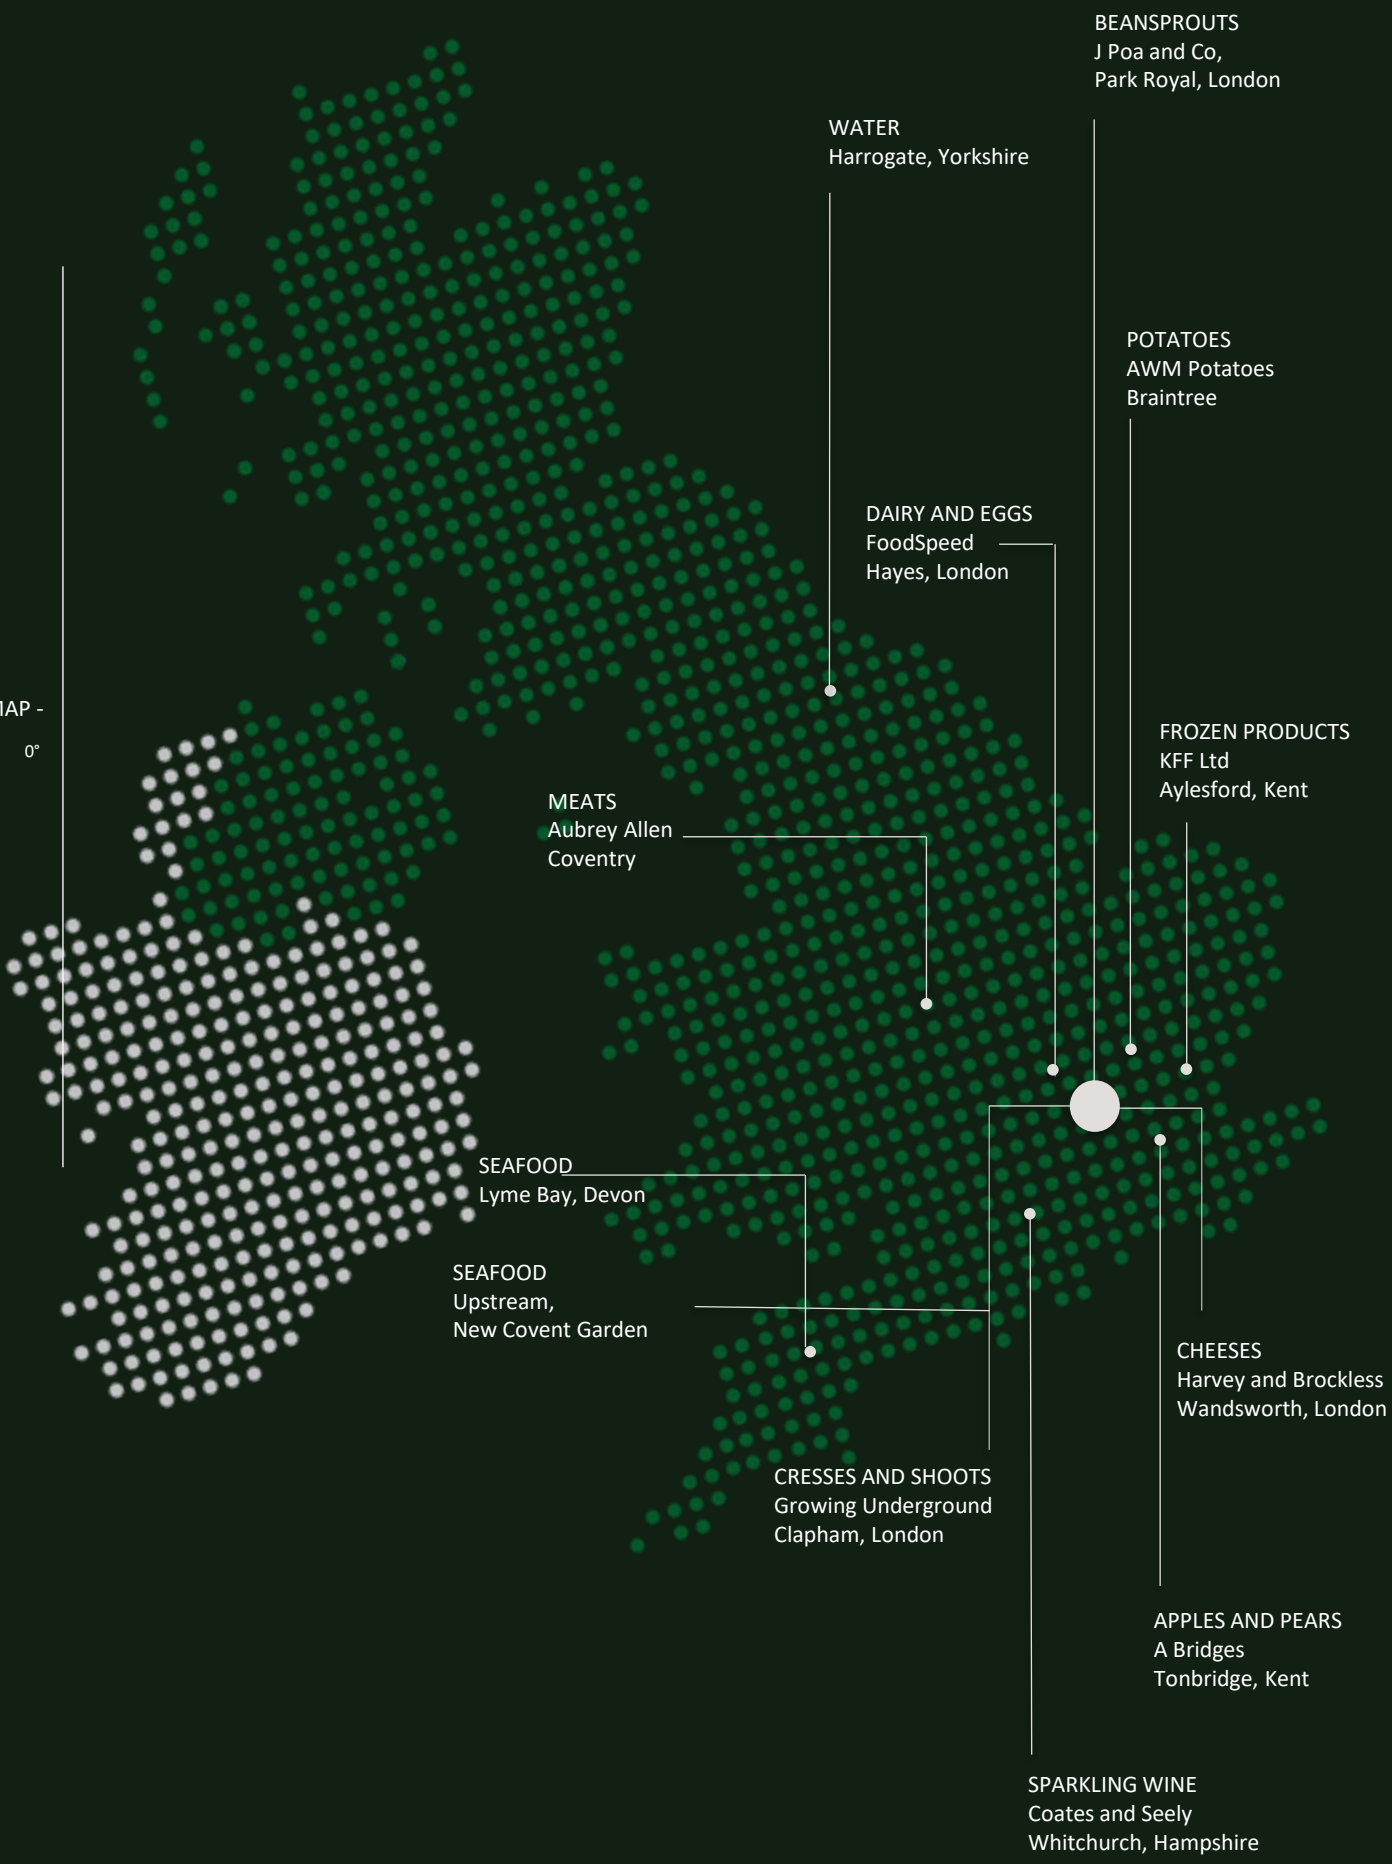 BEANSPROUTS
J Poa and Co,
Park Royal, London
WATER
Harrogate, Yorkshire
POTATOES
AWM Potatoes
Braintree
DAIRY AND EGGS
FoodSpeed
Hayes, London
MAP -
0°
FROZEN PRODUCTS
KFF Ltd
Aylesford, Kent
MEATS
Aubrey Allen
Coventry
SEAFOOD
Lyme Bay, Devon
SEAFOOD
Upstream,
New Covent Garden
CHEESES
Harvey and Brockless
Wandsworth, London
CRESSES AND SHOOTS
Growing Underground
Clapham, London
APPLES AND PEARS
A Bridges
Tonbridge, Kent
SPARKLING WINE
Coates and Seely
Whitchurch, Hampshire